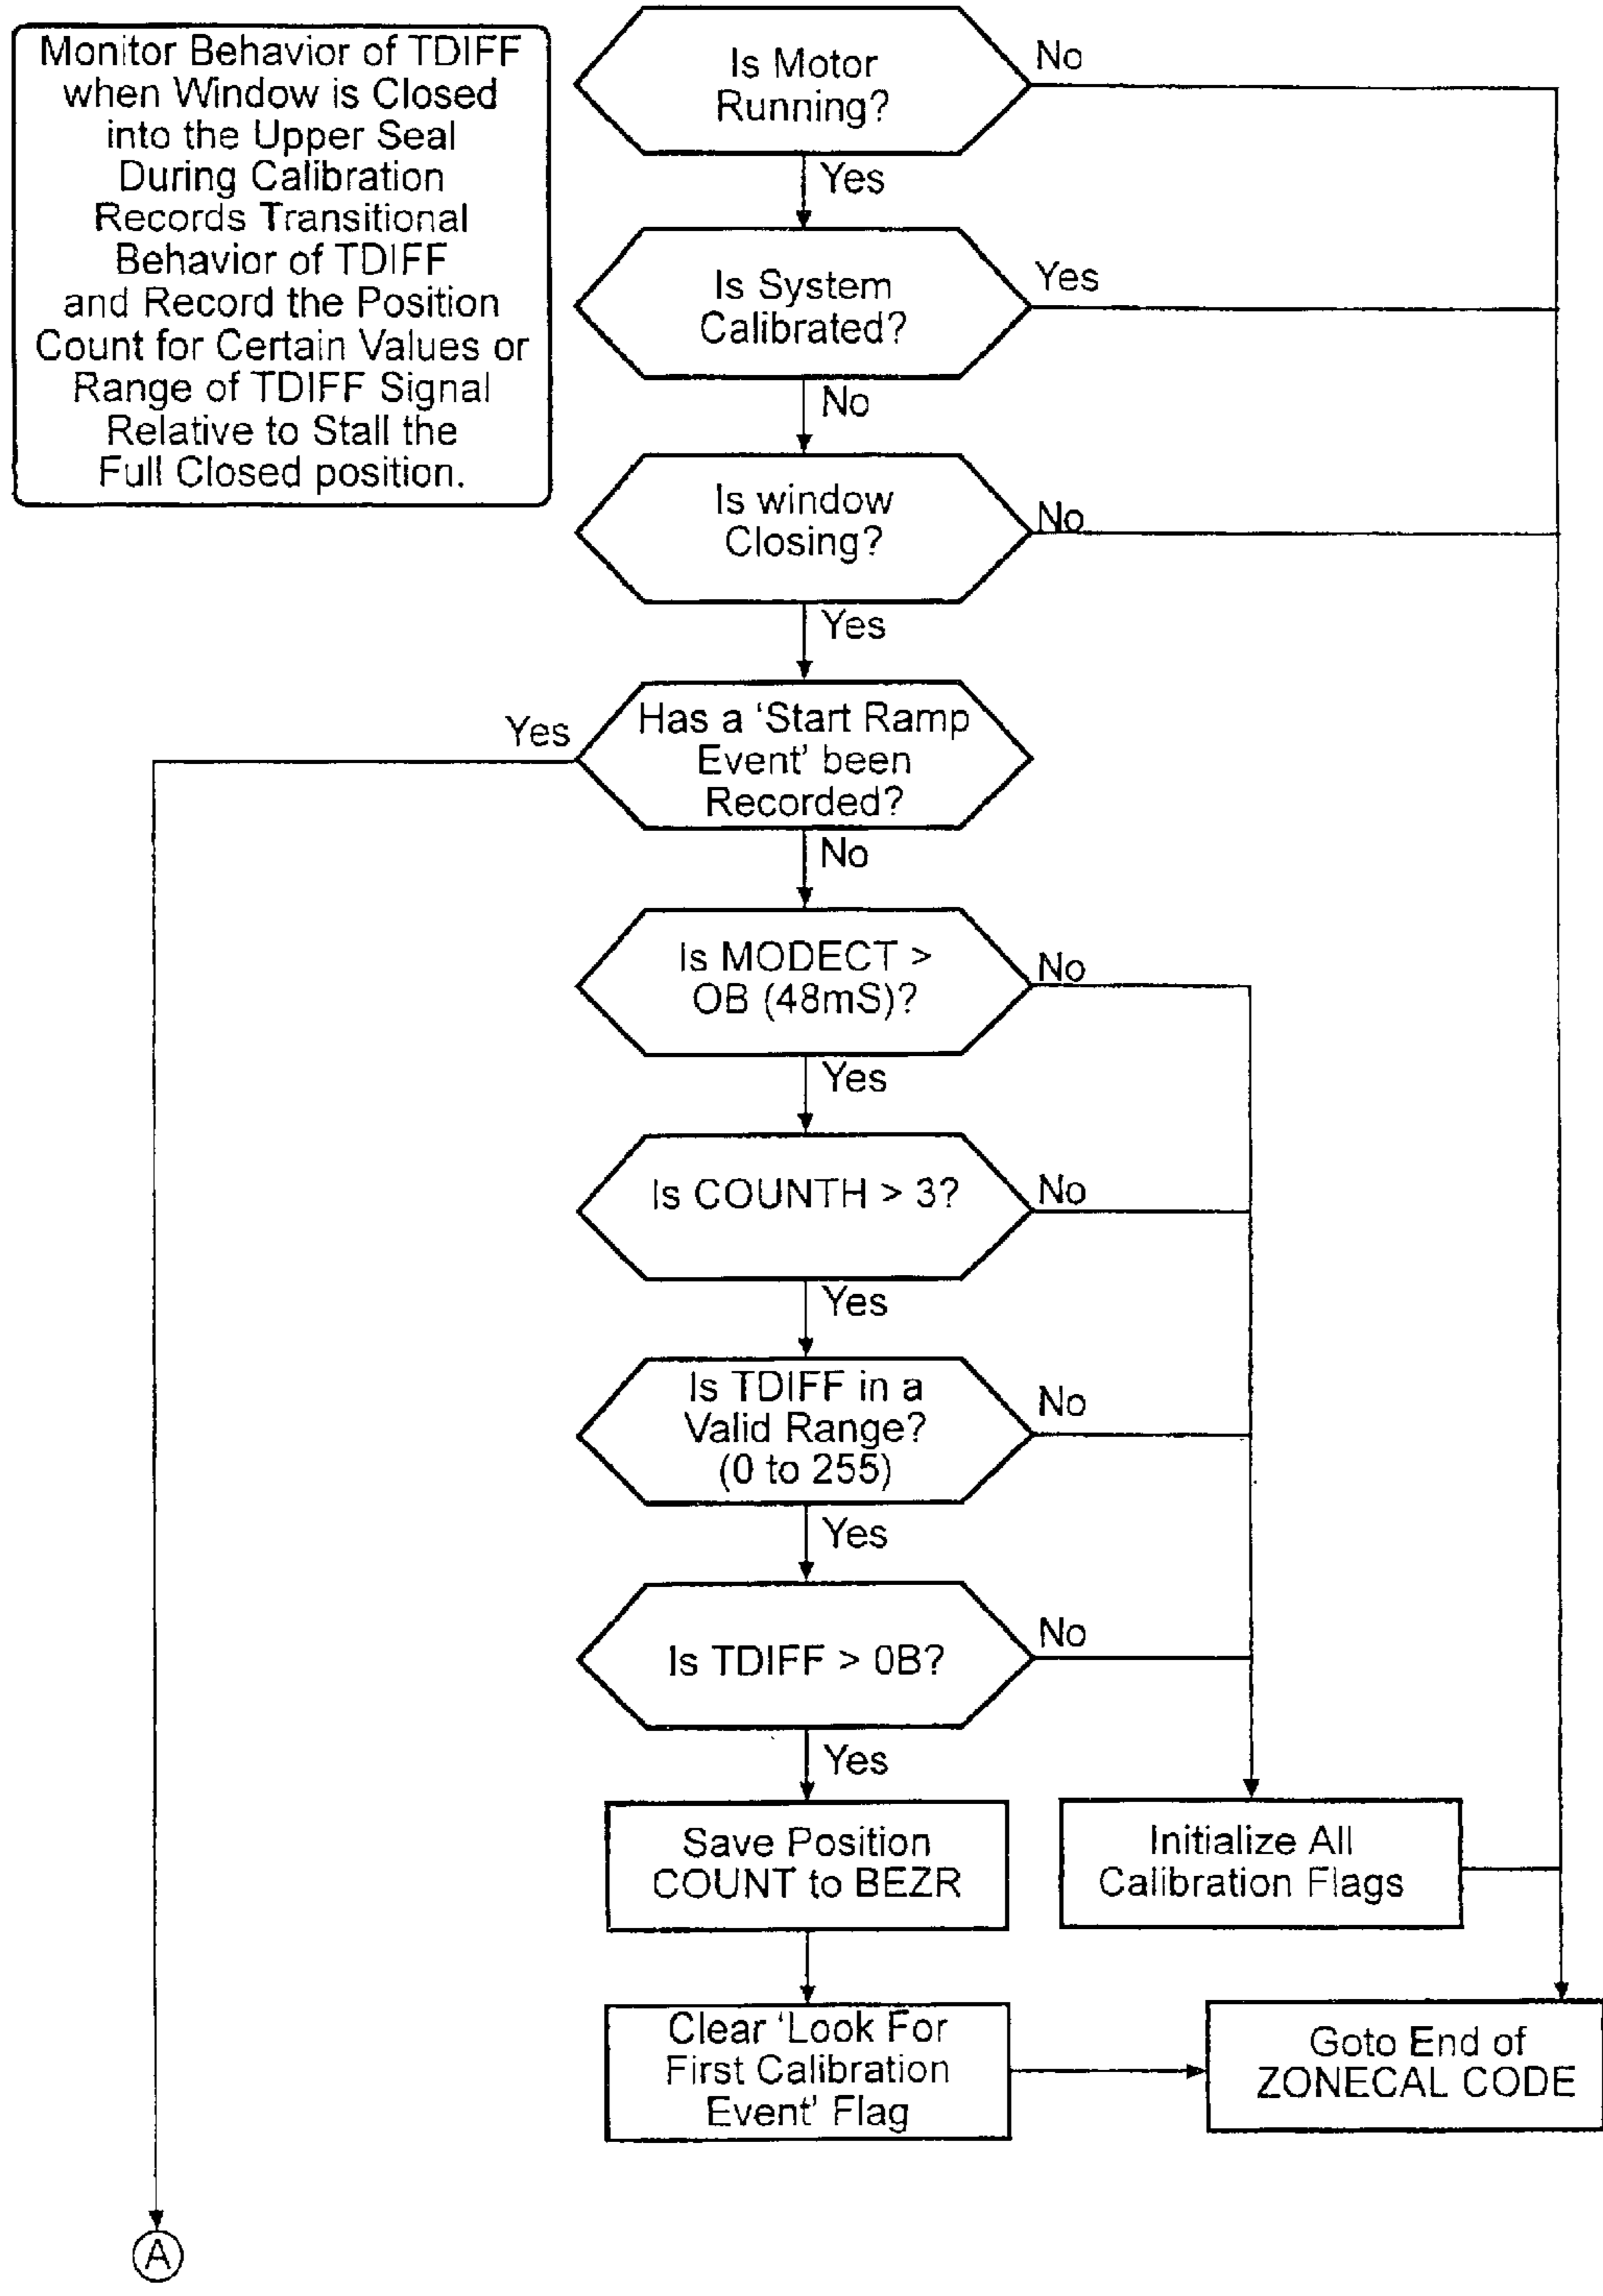 Monitor Behavior of TDIFF
when Window is Closed
into the Upper Seal
During Calibration
Records Transitional
Behavior of TDIFF
and Record the Position
Count for Certain Values or
Range of TDIFF Signal
Relative to Stall the
Full Closed position.
Is Motor
Running?
No
Yes
Is System
Calibrated?
Yes
No
Is window
Closing?
No
Yes
Has a ‘Start Ramp
Event’ been
Recorded?
Yes
No
Is MODECT >
OB (48mS)?
No
Yes
Is COUNTH > 3?
No
Yes
Is TDIFF in a
Valid Range?
(0 to 255)
No
Yes
Is TDIFF > 0B?
No
Yes
Save Position
COUNT to BEZR
Initialize All
Calibration Flags
Clear ‘Look For
First Calibration
Event’ Flag
Goto End of
ZONECAL CODE
A